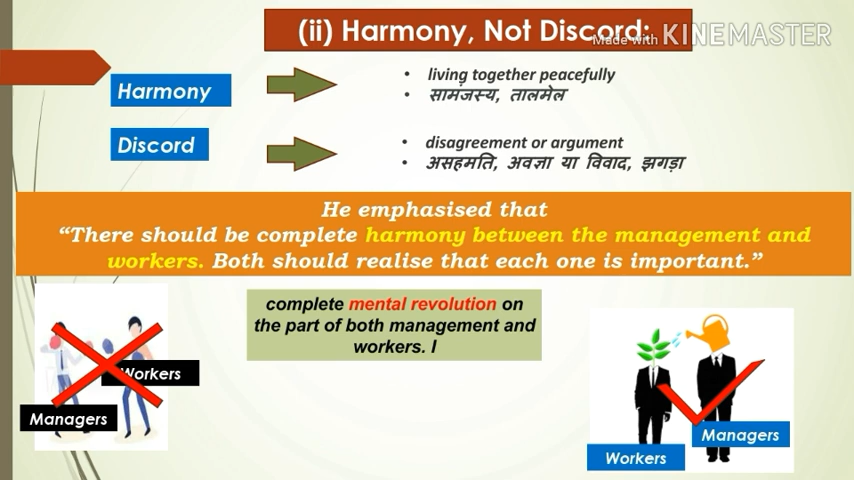 (ii) Harmony, Not Discord:
Made with KINEMASTER
Harmony
• living together peacefully
• सामंजस्य, तालमेल
Discord
• disagreement or argument
• असहमति, अवज्ञा या विवाद, झगड़ा
He emphasised that
“There should be complete harmony between the management and
workers. Both should realise that each one is important.”
complete mental revolution on
the part of both management and
workers. I
Workers
Managers
Managers
Workers